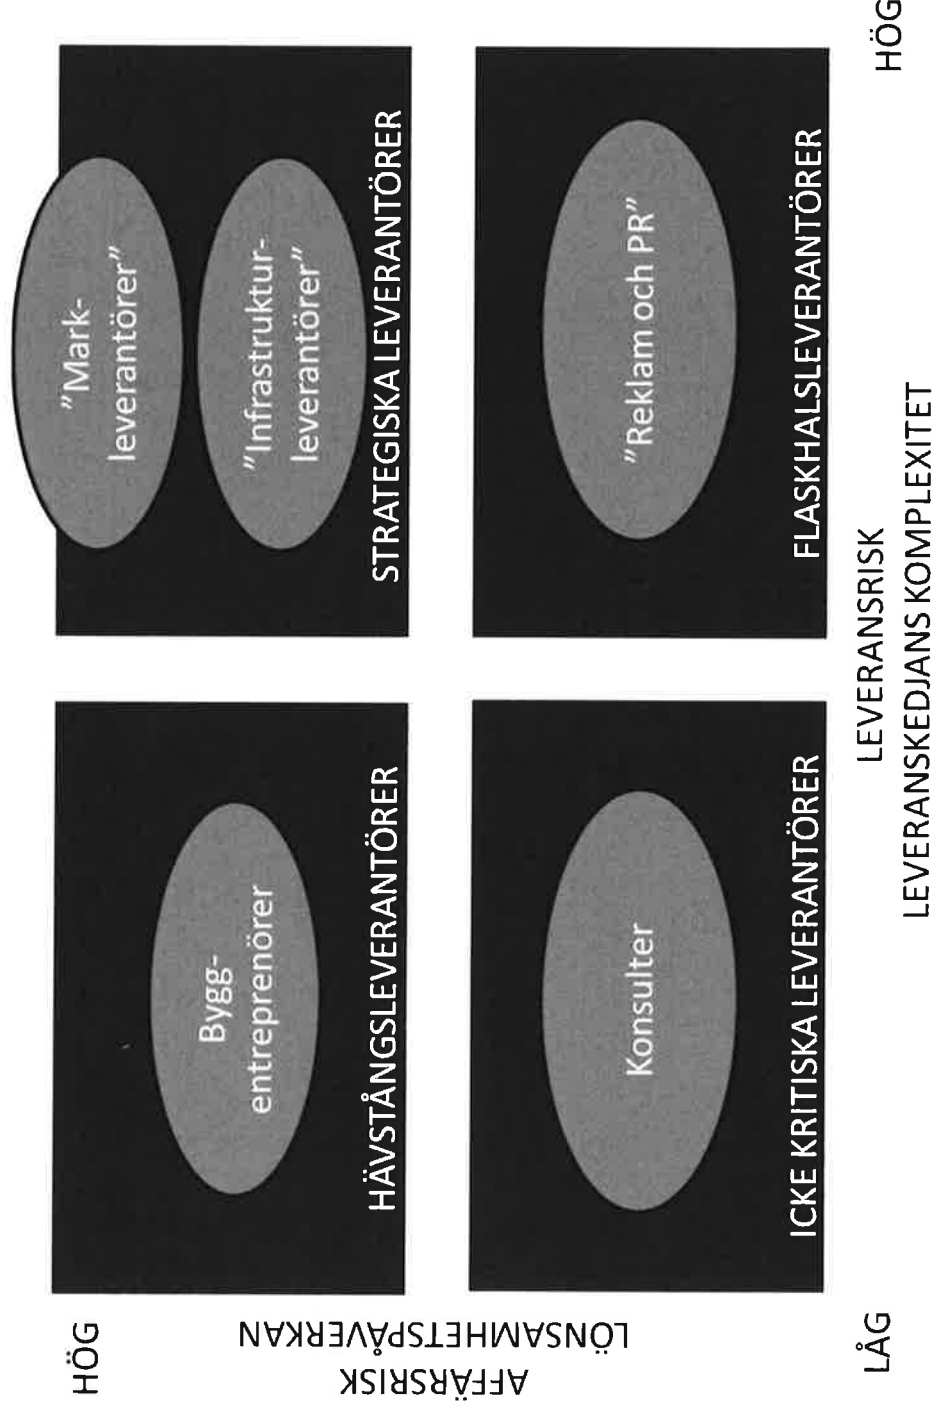 HÖG
AFFÄRSRISK
LÖNSAMHETSPÅVERKAN
Bygg-
entreprenörer
HÄVSTÅNGSLEVERANTÖRER
”Mark-
leverantörer”
”Infrastruktur-
leverantörer”
STRATEGISKA LEVERANTÖRER
Konsulter
ICKE KRITISKA LEVERANTÖRER
”Reklam och PR”
FLASKHALSLEVERANTÖRER
LÅG
LEVERANSRISK
LEVERANSKEDJANS KOMPLEXITET
HÖG